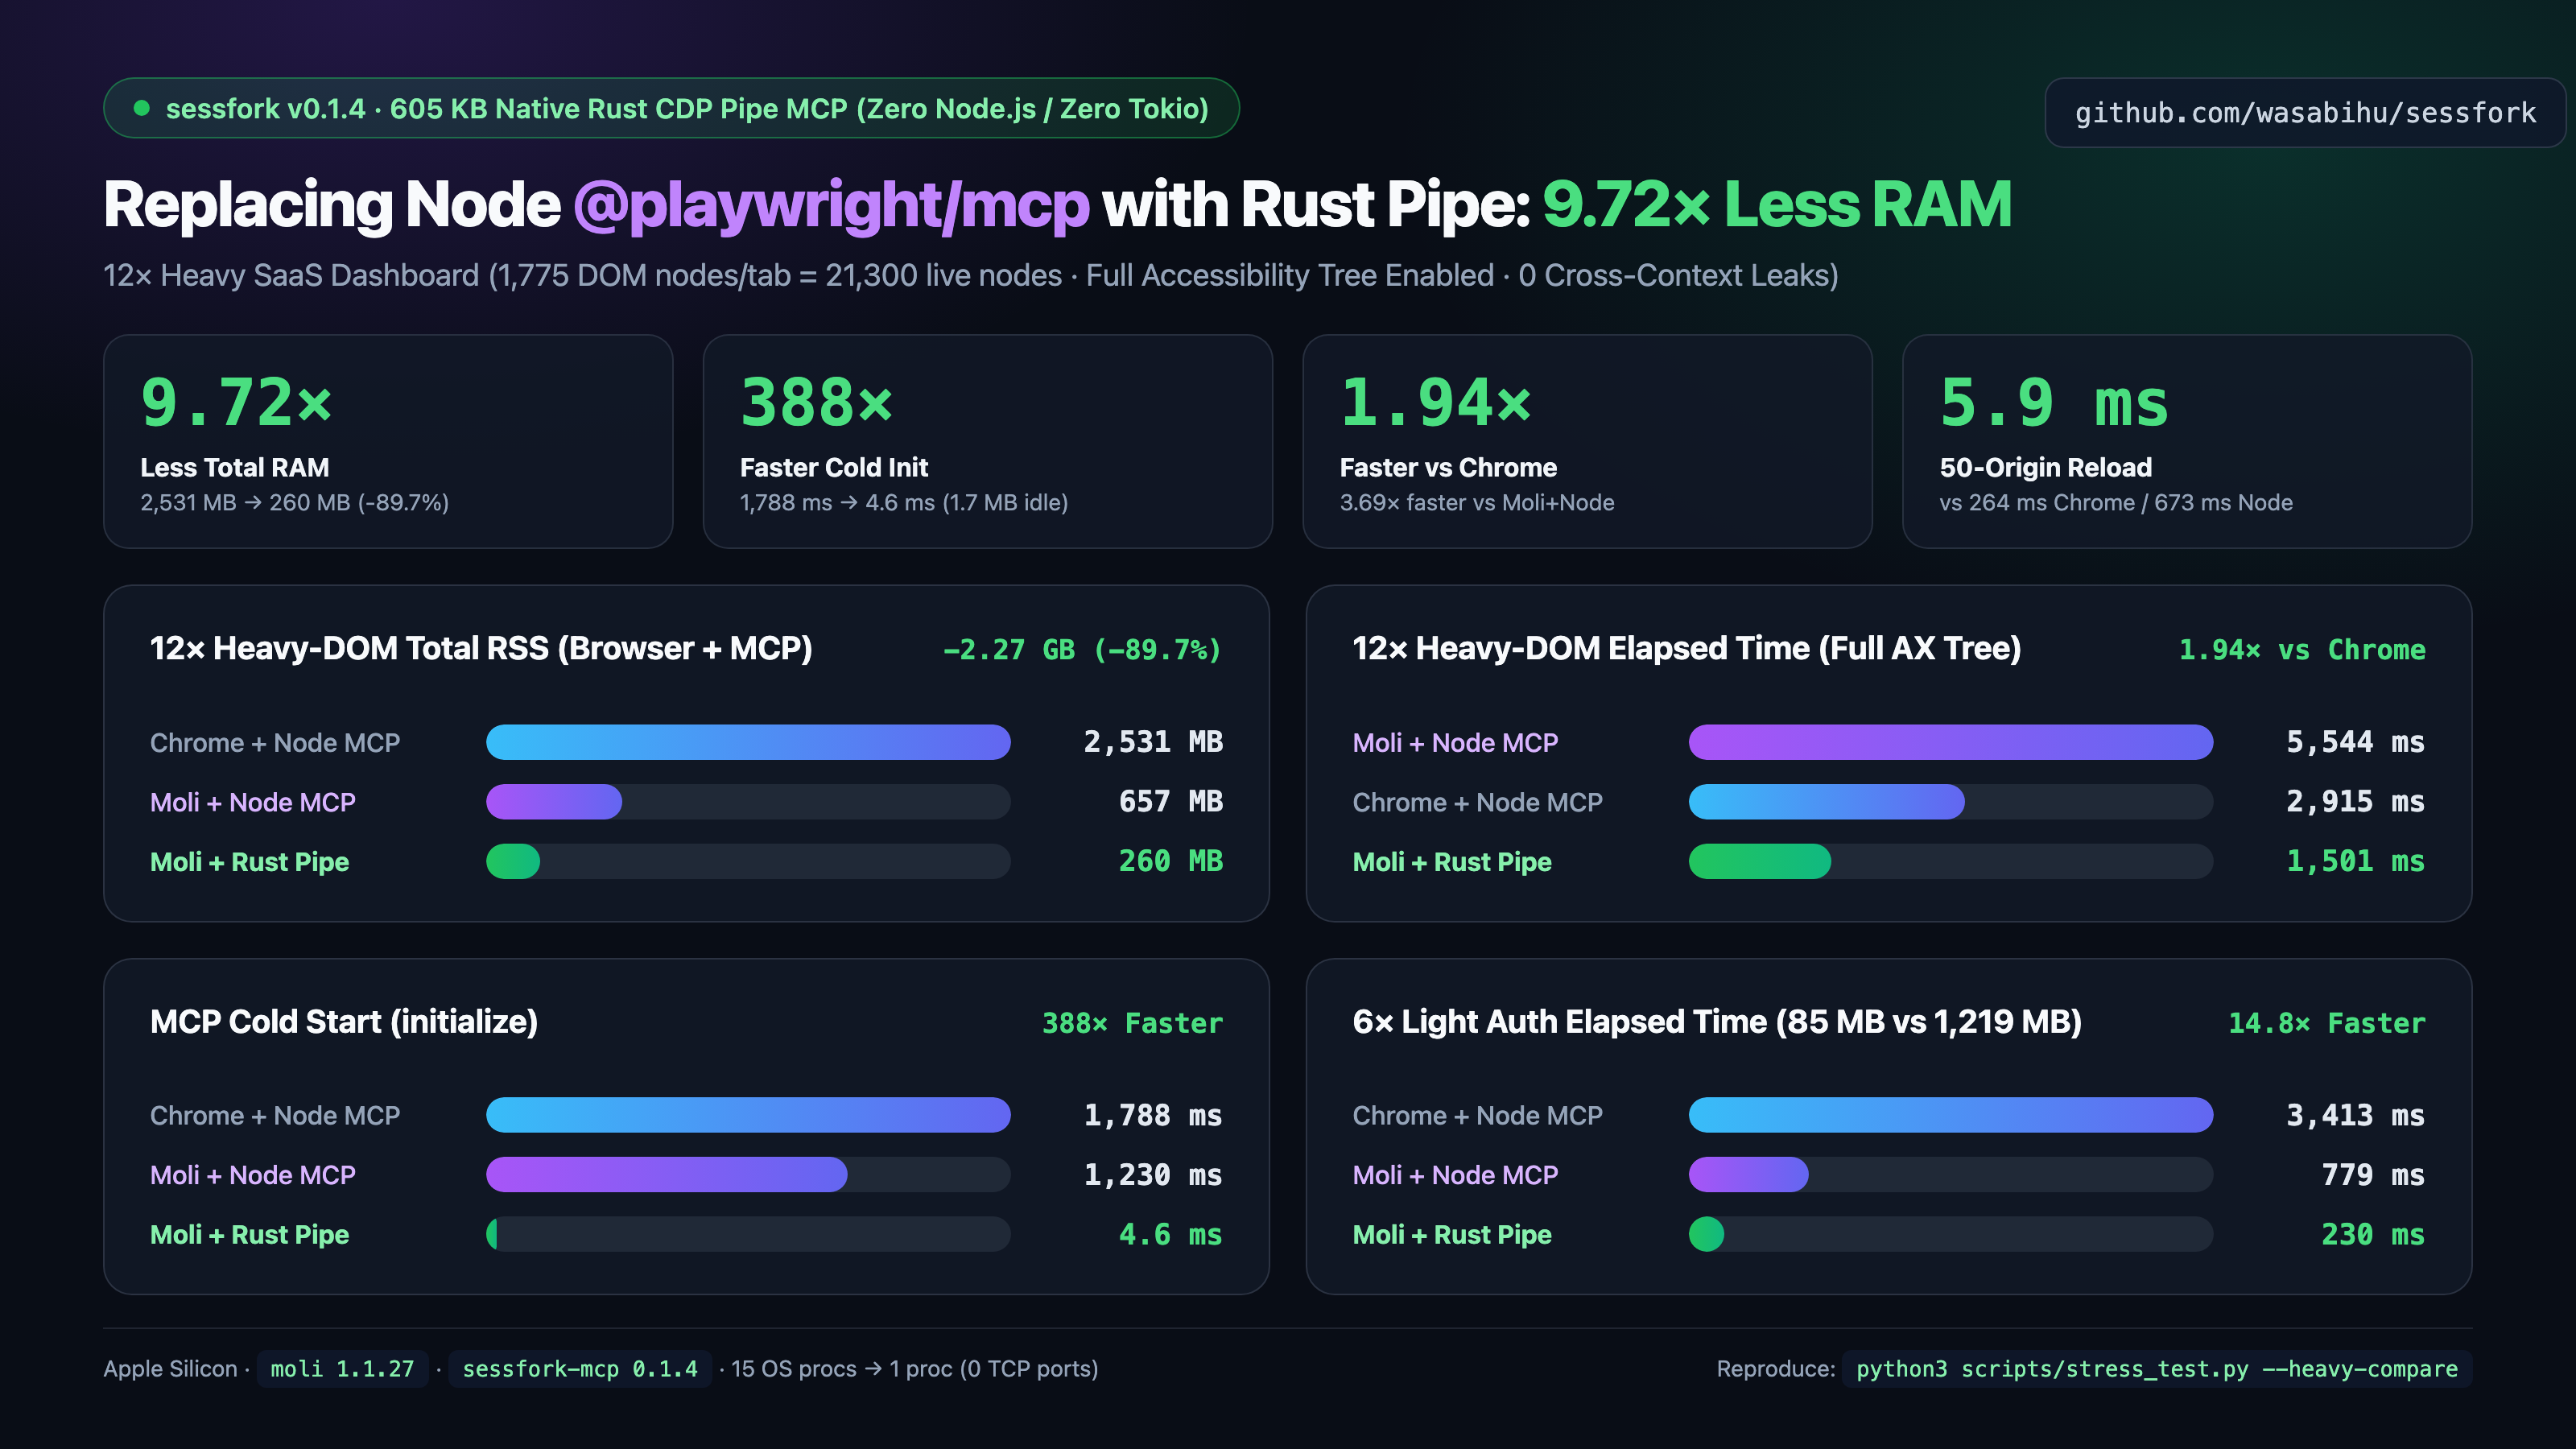 sessfork v0.1.4 · 605 KB Native Rust CDP Pipe MCP (Zero Node.js / Zero Tokio)
github.com/wasabihu/sessfork
Replacing Node @playwright/mcp with Rust Pipe: 9.72× Less RAM
12× Heavy SaaS Dashboard (1,775 DOM nodes/tab = 21,300 live nodes · Full Accessibility Tree Enabled · 0 Cross-Context Leaks)
9.72×
Less Total RAM
2,531 MB → 260 MB (-89.7%)
388×
Faster Cold Init
1,788 ms → 4.6 ms (1.7 MB idle)
1.94×
Faster vs Chrome
3.69× faster vs Moli+Node
5.9 ms
50-Origin Reload
vs 264 ms Chrome / 673 ms Node
12× Heavy-DOM Total RSS (Browser + MCP)
−2.27 GB (−89.7%)
Chrome + Node MCP
2,531 MB
Moli + Node MCP
657 MB
Moli + Rust Pipe
260 MB
12× Heavy-DOM Elapsed Time (Full AX Tree)
1.94× vs Chrome
Moli + Node MCP
5,544 ms
Chrome + Node MCP
2,915 ms
Moli + Rust Pipe
1,501 ms
MCP Cold Start (initialize)
388× Faster
Chrome + Node MCP
1,788 ms
Moli + Node MCP
1,230 ms
Moli + Rust Pipe
4.6 ms
6× Light Auth Elapsed Time (85 MB vs 1,219 MB)
14.8× Faster
Chrome + Node MCP
3,413 ms
Moli + Node MCP
779 ms
Moli + Rust Pipe
230 ms
Apple Silicon · moli 1.1.27 · sessfork-mcp 0.1.4 · 15 OS procs → 1 proc (0 TCP ports)
Reproduce: python3 scripts/stress_test.py --heavy-compare